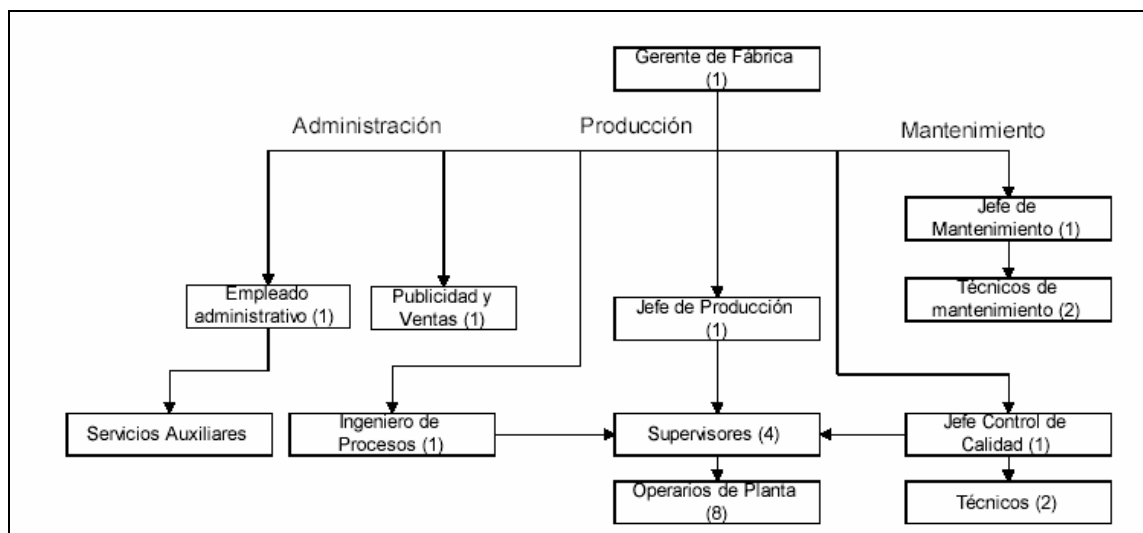 Gerente de Fábrica
(1)
Administración
Producción
Mantenimiento
Jefe de
Mantenimiento (1)
Empleado
administrativo (1)
Publicidad y
Ventas (1)
Jefe de Producción
(1)
Técnicos de
mantenimiento (2)
Servicios Auxiliares
Ingeniero de
Procesos (1)
Supervisores (4)
Jefe Control de
Calidad (1)
Operarios de Planta
(8)
Técnicos (2)